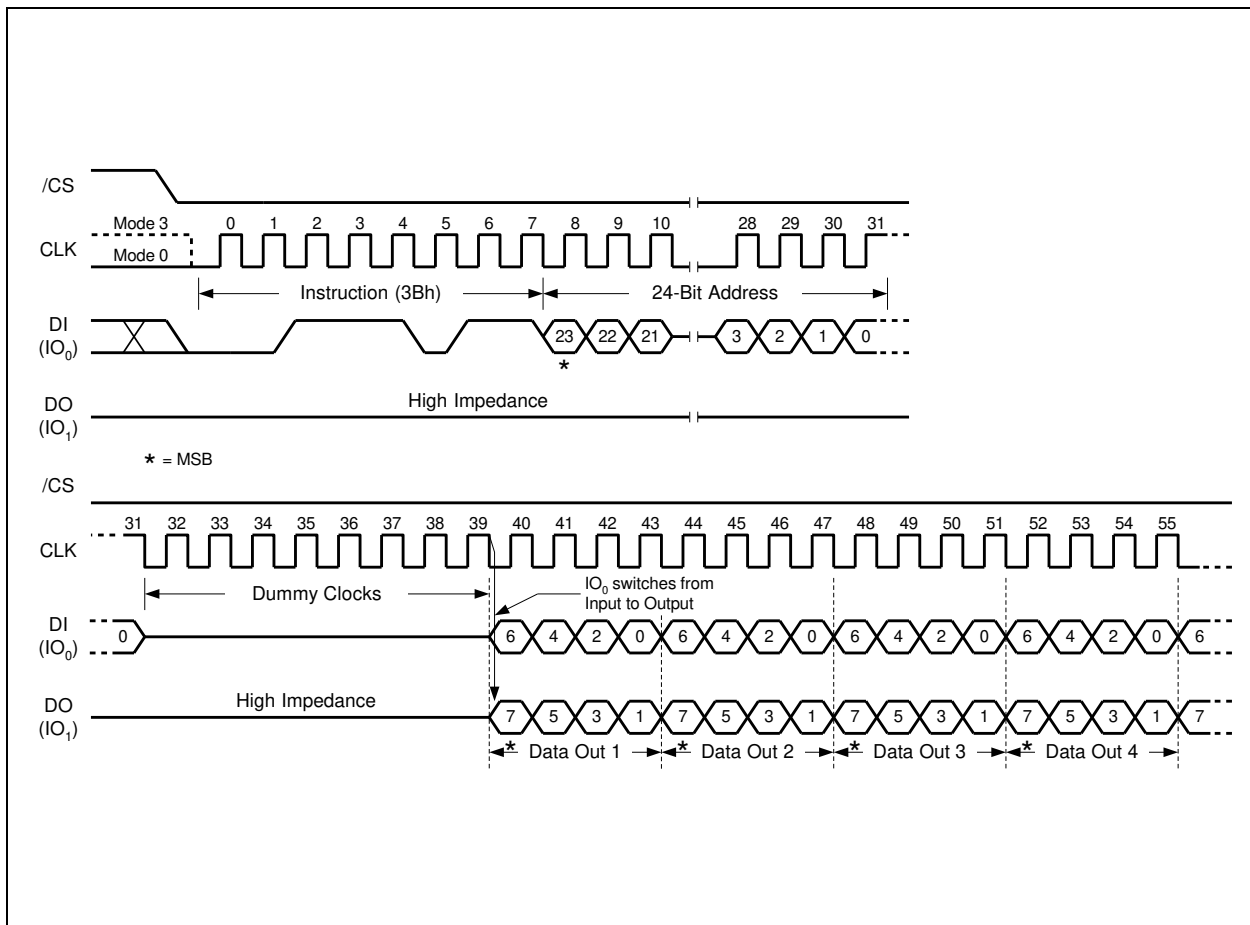 /CS
Mode 3 0 1 2 3 4 5 6 7 8 9 10 28 29 30 31
CLK Mode 0
Instruction (3Bh) 24-Bit Address
DI
(IO0) 23 22 21 3 2 1 0
*
High Impedance
DO
(IO1)
* = MSB
/CS
31 32 33 34 35 36 37 38 39 40 41 42 43 44 45 46 47 48 49 50 51 52 53 54 55
CLK
Dummy Clocks
IO0 switches from
Input to Output
DI
(IO0) 0 6 4 2 0 6 4 2 0 6 4 2 0 6 4 2 0 6
High Impedance
DO
(IO1) 7 5 3 1 7 5 3 1 7 5 3 1 7 5 3 1 7
* Data Out 1 * Data Out 2 * Data Out 3 * Data Out 4